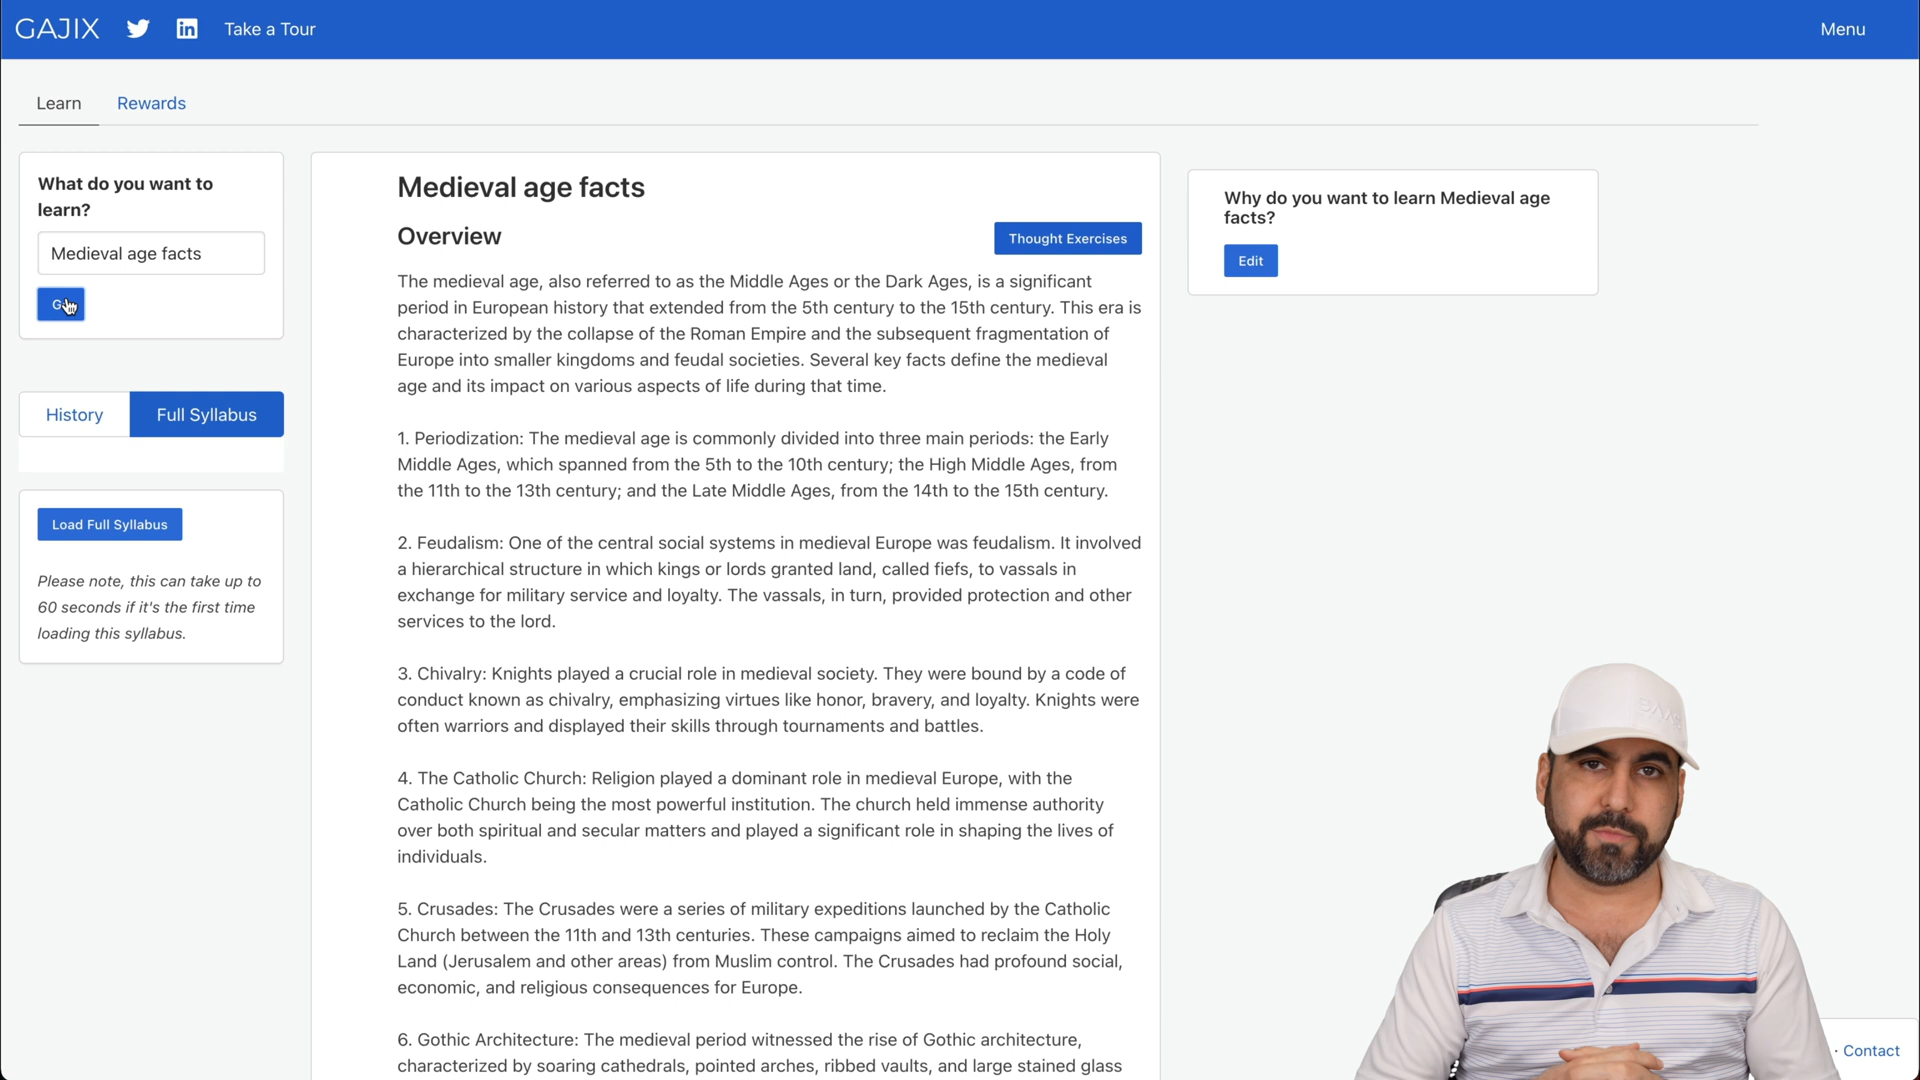 GAJIX
in
Take a Tour
Menu
Learn
Rewards
What do you want to
learn?
Medieval age facts
History
Full Syllabus
Load Full Syllabus
Please note, this can take up to
60 seconds if it's the first time
loading this syllabus.
Medieval age facts
Overview
Thought Exercises
The medieval age, also referred to as the Middle Ages or the Dark Ages, is a significant
period in European history that extended from the 5th century to the 15th century. This era is
characterized by the collapse of the Roman Empire and the subsequent fragmentation of
Europe into smaller kingdoms and feudal societies. Several key facts define the medieval
age and its impact on various aspects of life during that time.
1. Periodization: The medieval age is commonly divided into three main periods: the Early
Middle Ages, which spanned from the 5th to the 10th century; the High Middle Ages, from
the 11th to the 13th century; and the Late Middle Ages, from the 14th to the 15th century.
2. Feudalism: One of the central social systems in medieval Europe was feudalism. It involved
a hierarchical structure in which kings or lords granted land, called fiefs, to vassals in
exchange for military service and loyalty. The vassals, in turn, provided protection and other
services to the lord.
3. Chivalry: Knights played a crucial role in medieval society. They were bound by a code of
conduct known as chivalry, emphasizing virtues like honor, bravery, and loyalty. Knights were
often warriors and displayed their skills through tournaments and battles.
4. The Catholic Church: Religion played a dominant role in medieval Europe, with the
Catholic Church being the most powerful institution. The church held immense authority
over both spiritual and secular matters and played a significant role in shaping the lives of
individuals.
5. Crusades: The Crusades were a series of military expeditions launched by the Catholic
Church between the 11th and 13th centuries. These campaigns aimed to reclaim the Holy
Land (Jerusalem and other areas) from Muslim control. The Crusades had profound social,
economic, and religious consequences for Europe.
6. Gothic Architecture: The medieval period witnessed the rise of Gothic architecture,
characterized by soaring cathedrals, pointed arches, ribbed vaults, and large stained glass
Why do you want to learn Medieval age
facts?
Edit
Contact